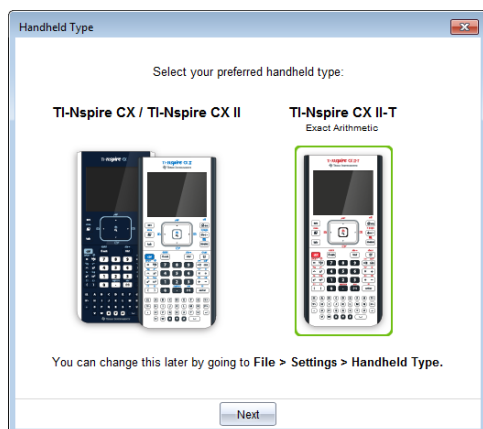 Handheld Type
Select your preferred handheld type:
TI-Nspire CX / TI-Nspire CX II
TI-Nspire CX II-T
Exact Arithmetic
You can change this later by going to File > Settings > Handheld Type.
Next